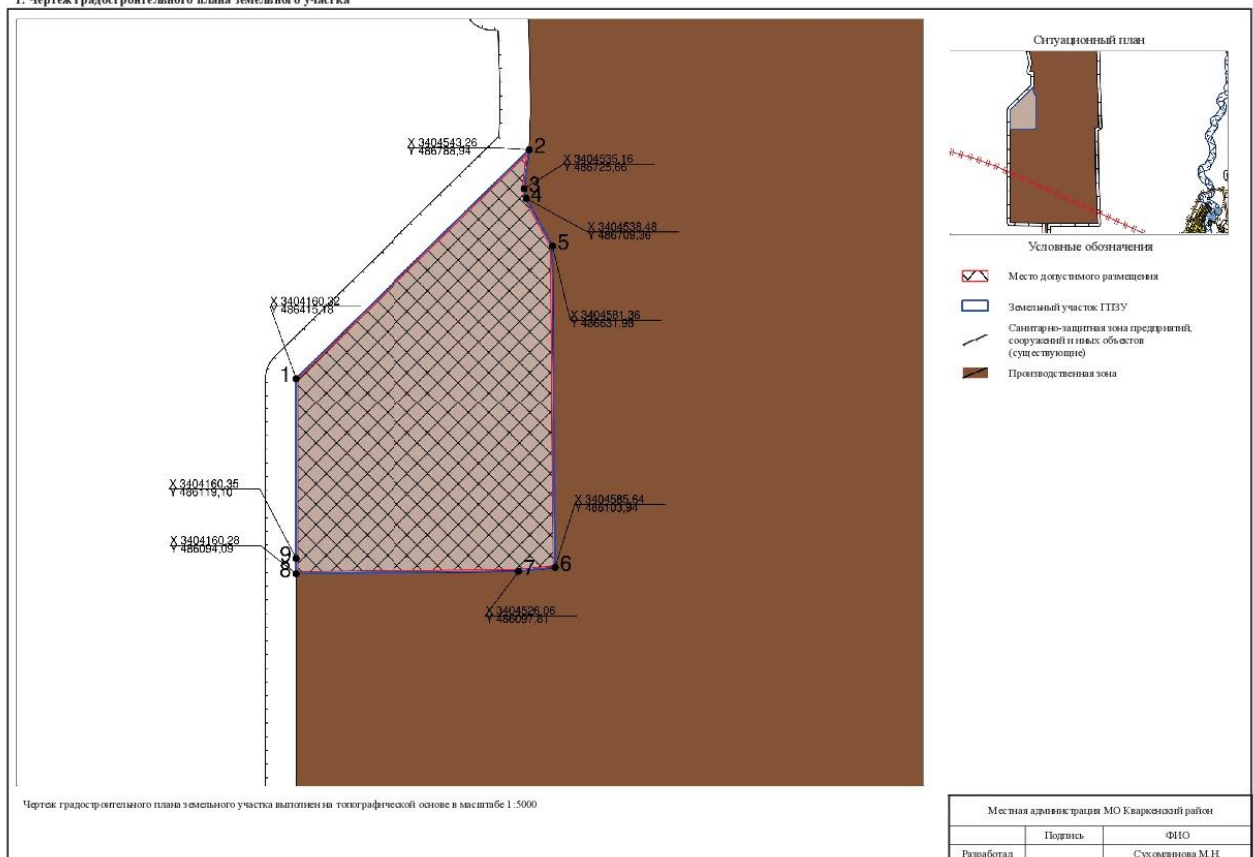 1. Чертеж градостроительного плана земельного участка
Ситуационный план
X 3404543,26
Y 486788,94
2
X 3404535,16
Y 486725,66
3
4
X 3404538,48
Y 486709,36
5
Условные обозначения
Место допустимого размещения
X 3404160,32
Y 486415,18
X 3404581,36
Y 486631,98
Земельный участок ГПЗУ
Санитарно-защитная зона предприятий,
сооружений и иных объектов
(существующие)
1
Производственная зона
X 3404160,35
Y 486119,10
X 3404585,64
Y 486103,94
X 3404160,28
Y 486094,09
9
8
7
6
X 3404526,06
Y 486097,81
Чертеж градостроительного плана земельного участка выполнен на топографической основе в масштабе 1:5000
Местная администрация МО Кваркенский район
Подпись ФИО
Разработал Сухомлинова М.Н.